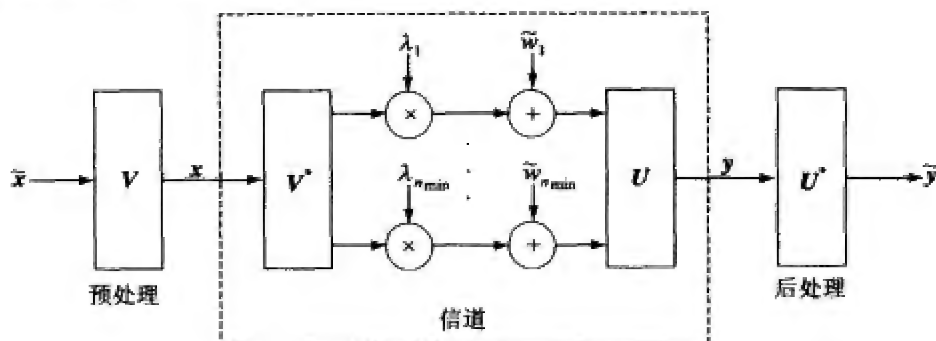 λ₁ w̃₁
x̃ V x V* × + U y U* ỹ
λₙₘᵢₙ w̃ₙₘᵢₙ
× +
预处理 后处理
信道